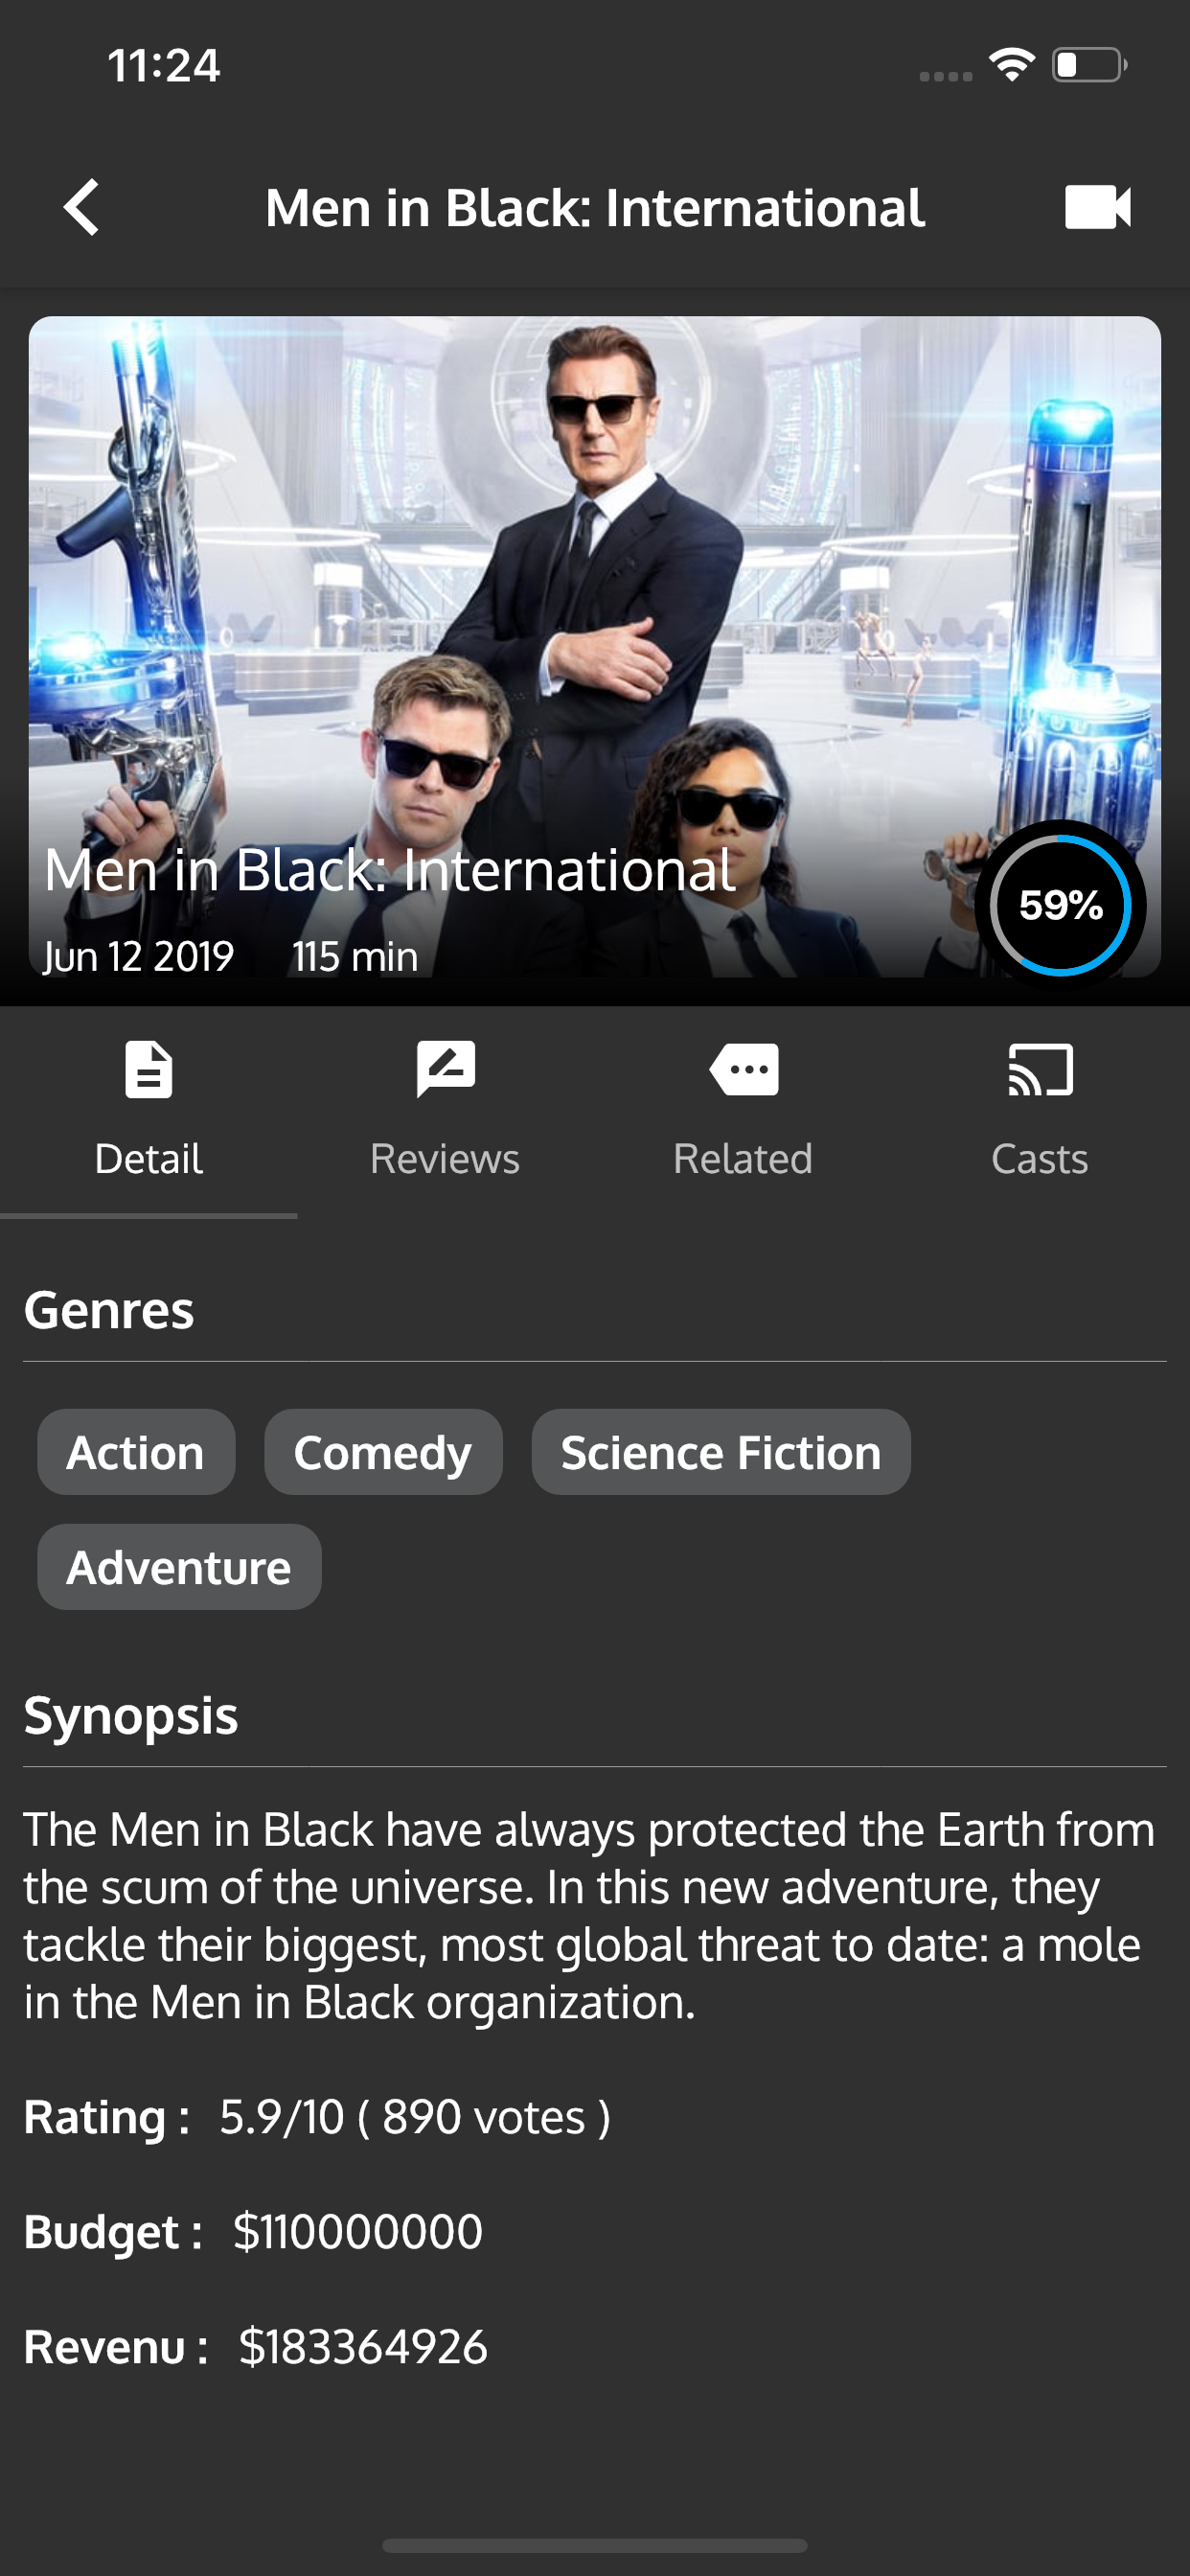 11:24
Men in Black: International
Men in Black: International
59%
Jun 12 2019 115 min
Detail Reviews Related Casts
Genres
Action Comedy Science Fiction
Adventure
Synopsis
The Men in Black have always protected the Earth from
the scum of the universe. In this new adventure, they
tackle their biggest, most global threat to date: a mole
in the Men in Black organization.
Rating : 5.9/10 ( 890 votes )
Budget : $110000000
Revenu : $183364926